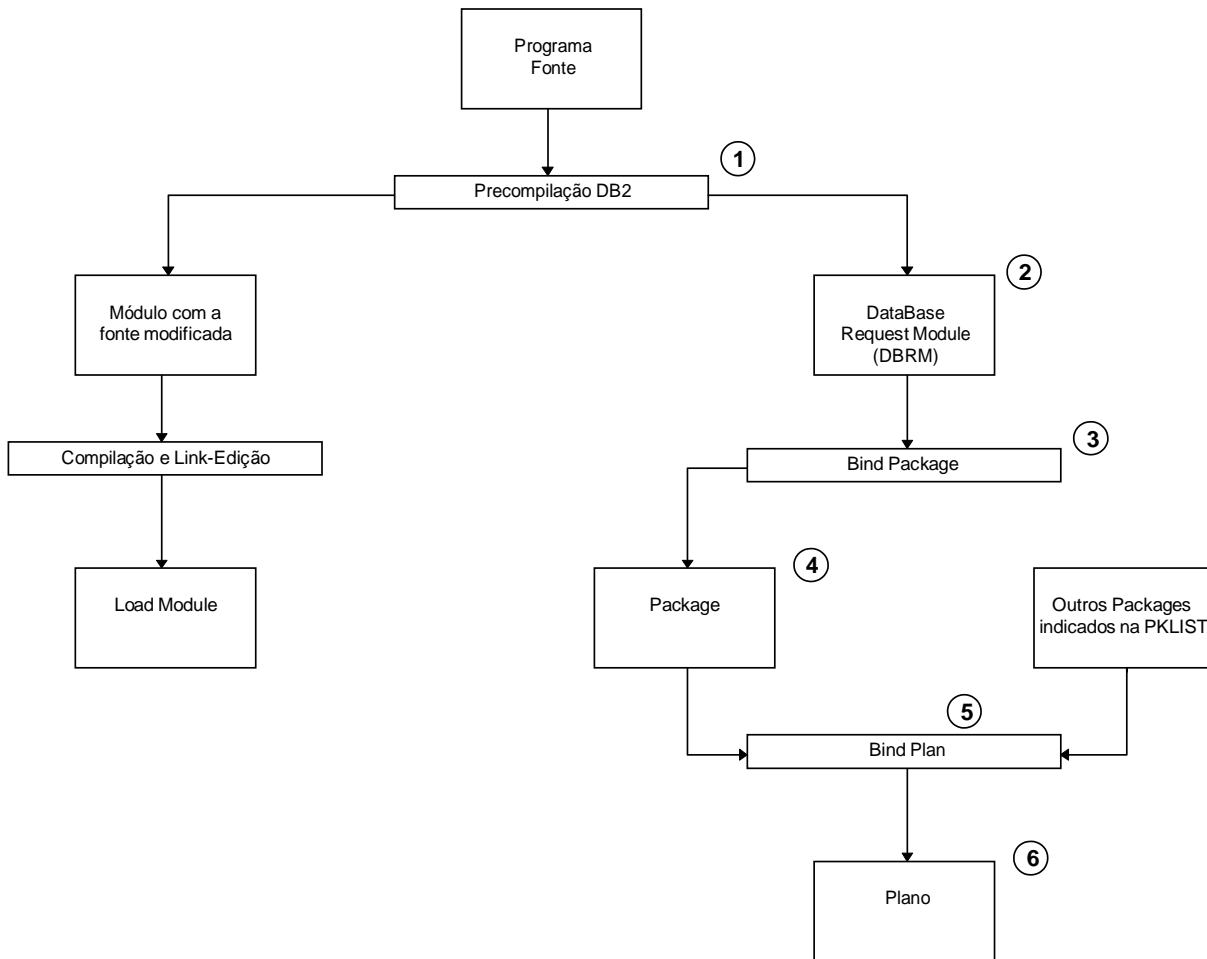 Programa
Fonte
1
Precompilação DB2
2
Módulo com a
fonte modificada
DataBase
Request Module
(DBRM)
3
Compilação e Link-Edição
Bind Package
4
Load Module
Package
Outros Packages
indicados na PKLIST
5
Bind Plan
6
Plano